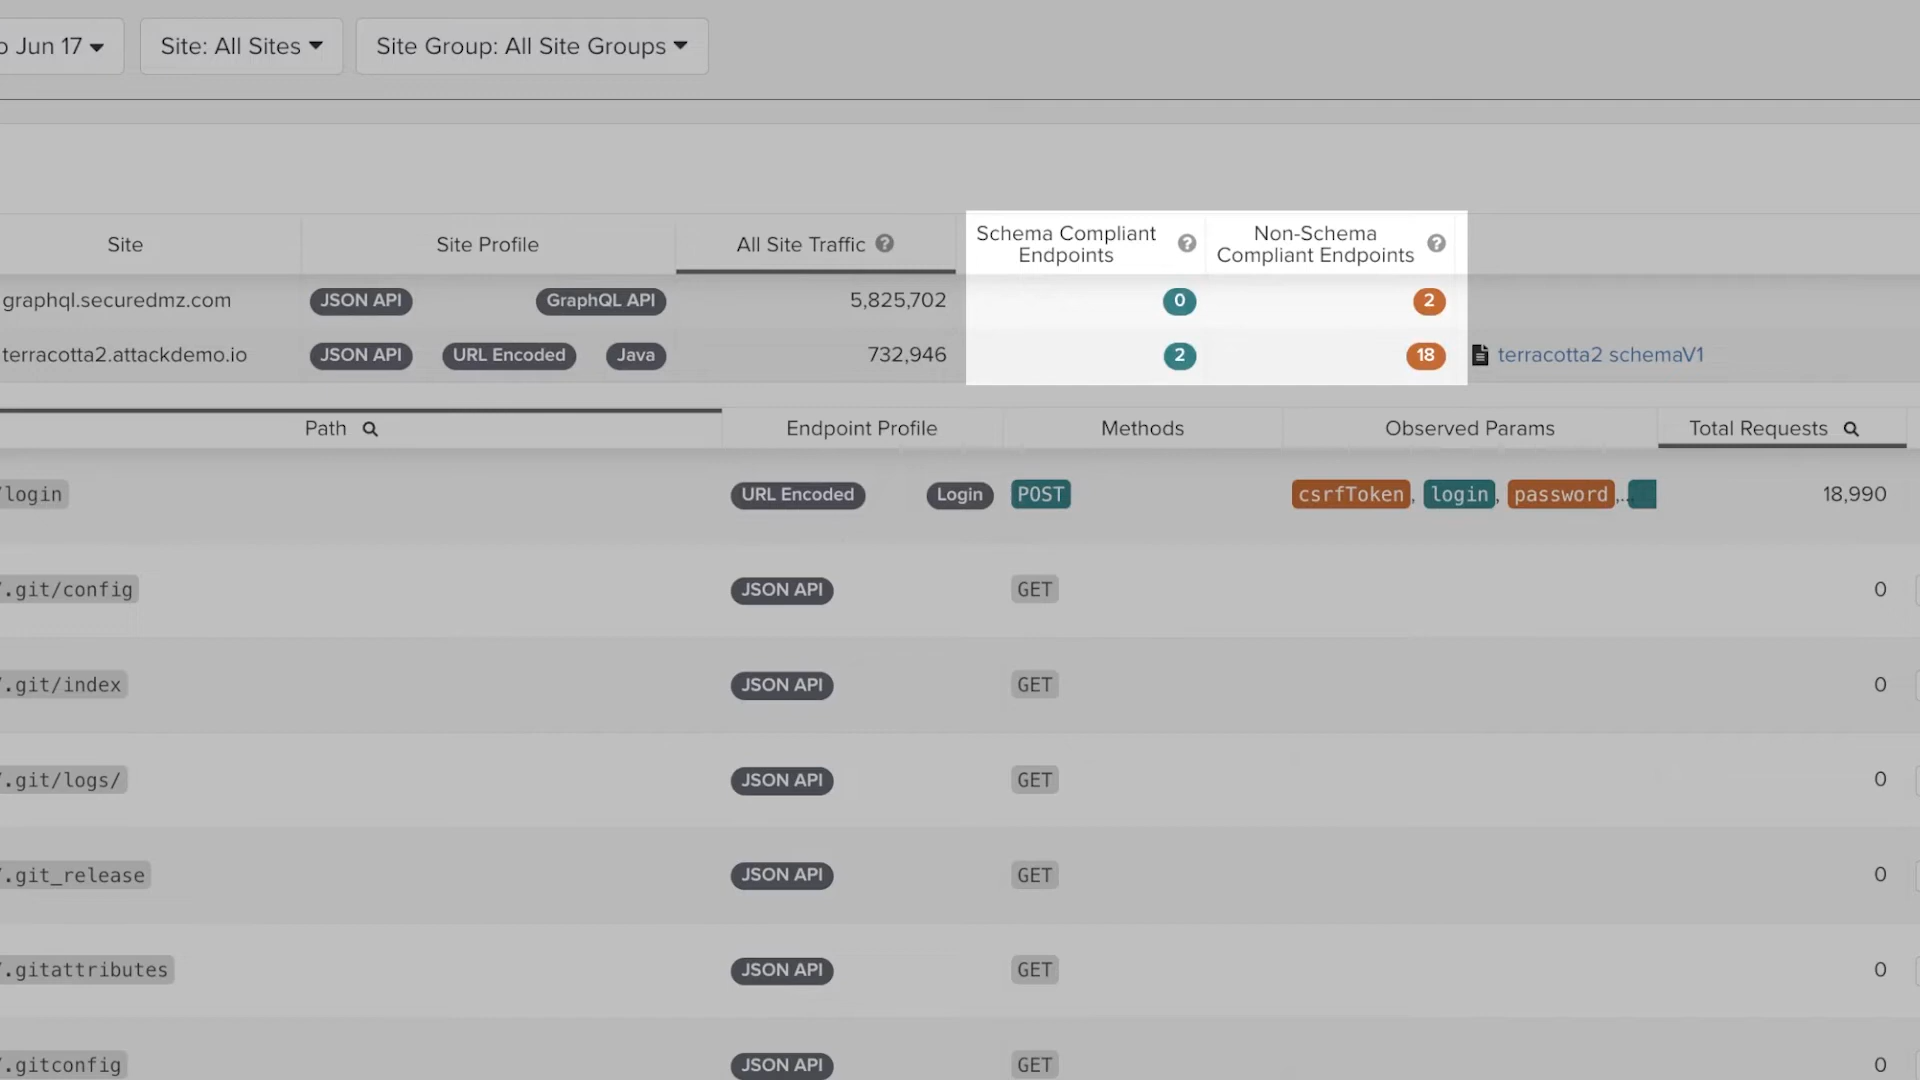 o Jun 17 Site: All Sites Site Group: All Site Groups
Site Site Profile All Site Traffic Schema Compliant Endpoints Non-Schema Compliant Endpoints
graphql.securedmz.com JSON API GraphQL API 5,825,702 0 2
terracotta2.attackdemo.io JSON API URL Encoded Java 732,946 2 18 terracotta2 schemaV1
Path Endpoint Profile Methods Observed Params Total Requests
/login URL Encoded Login POST csrfToken, login, password,... 18,990
/.git/config JSON API GET 0
/.git/index JSON API GET 0
/.git/logs/ JSON API GET 0
/.git_release JSON API GET 0
/.gitattributes JSON API GET 0
/.gitconfig JSON API GET 0